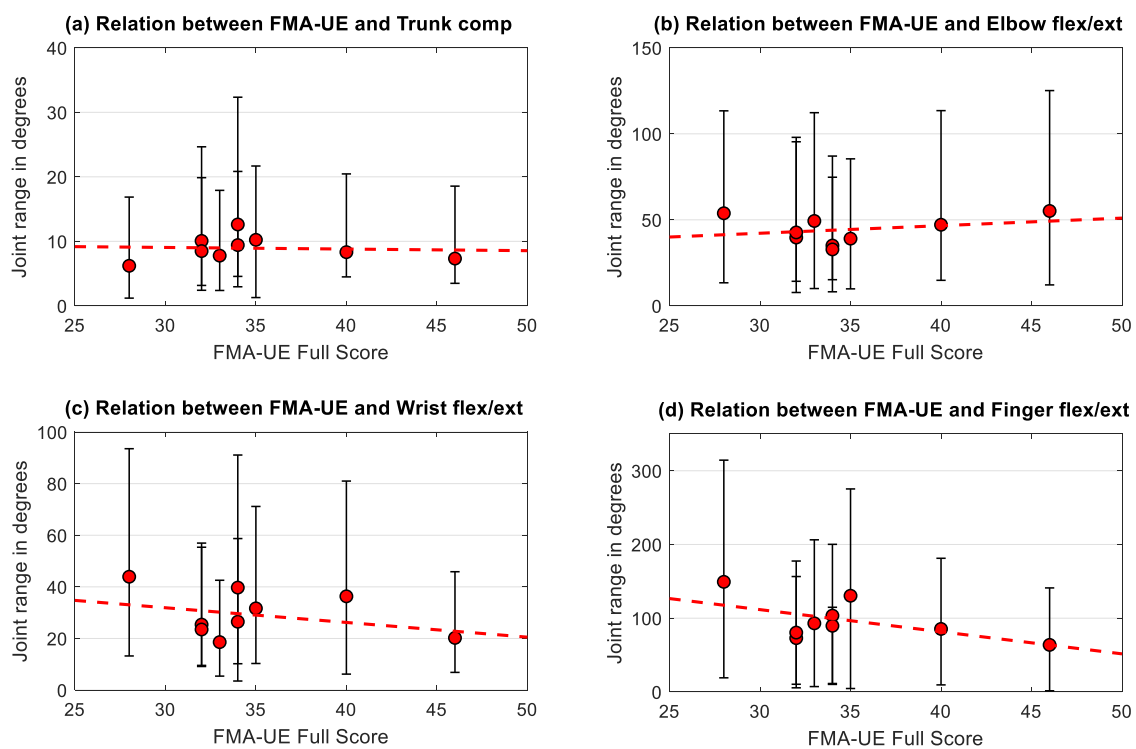 (a) Relation between FMA-UE and Trunk comp
40
30
20
10
0
Joint range in degrees
25 30 35 40 45 50
FMA-UE Full Score
(b) Relation between FMA-UE and Elbow flex/ext
150
100
50
0
Joint range in degrees
25 30 35 40 45 50
FMA-UE Full Score
(c) Relation between FMA-UE and Wrist flex/ext
100
80
60
40
20
0
Joint range in degrees
25 30 35 40 45 50
FMA-UE Full Score
(d) Relation between FMA-UE and Finger flex/ext
300
200
100
0
Joint range in degrees
25 30 35 40 45 50
FMA-UE Full Score